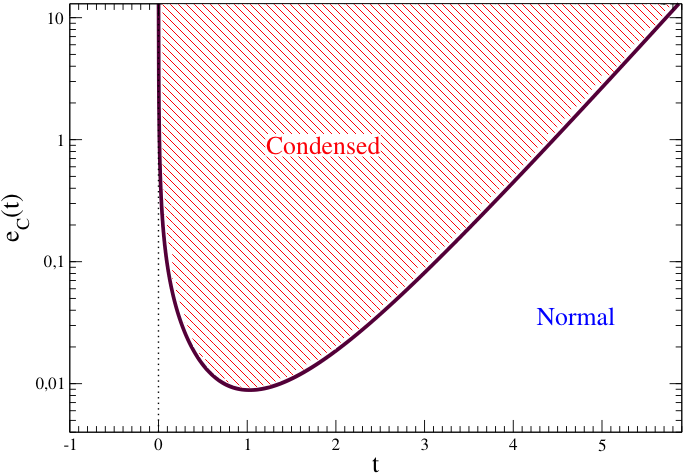 10
1
0,1
0,01
e_C(t)
Condensed
Normal
-1 0 1 2 3 4 5
t